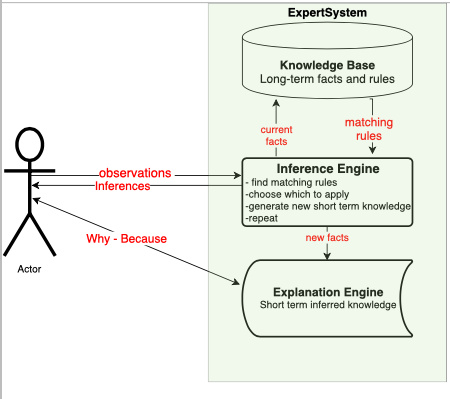 ExpertSystem
Knowledge Base
Long-term facts and rules
current
facts
matching
rules
Inference Engine
- find matching rules
-choose which to apply
-generate new short term knowledge
-repeat
observations
Inferences
Why - Because
Actor
new facts
Explanation Engine
Short term inferred knowledge